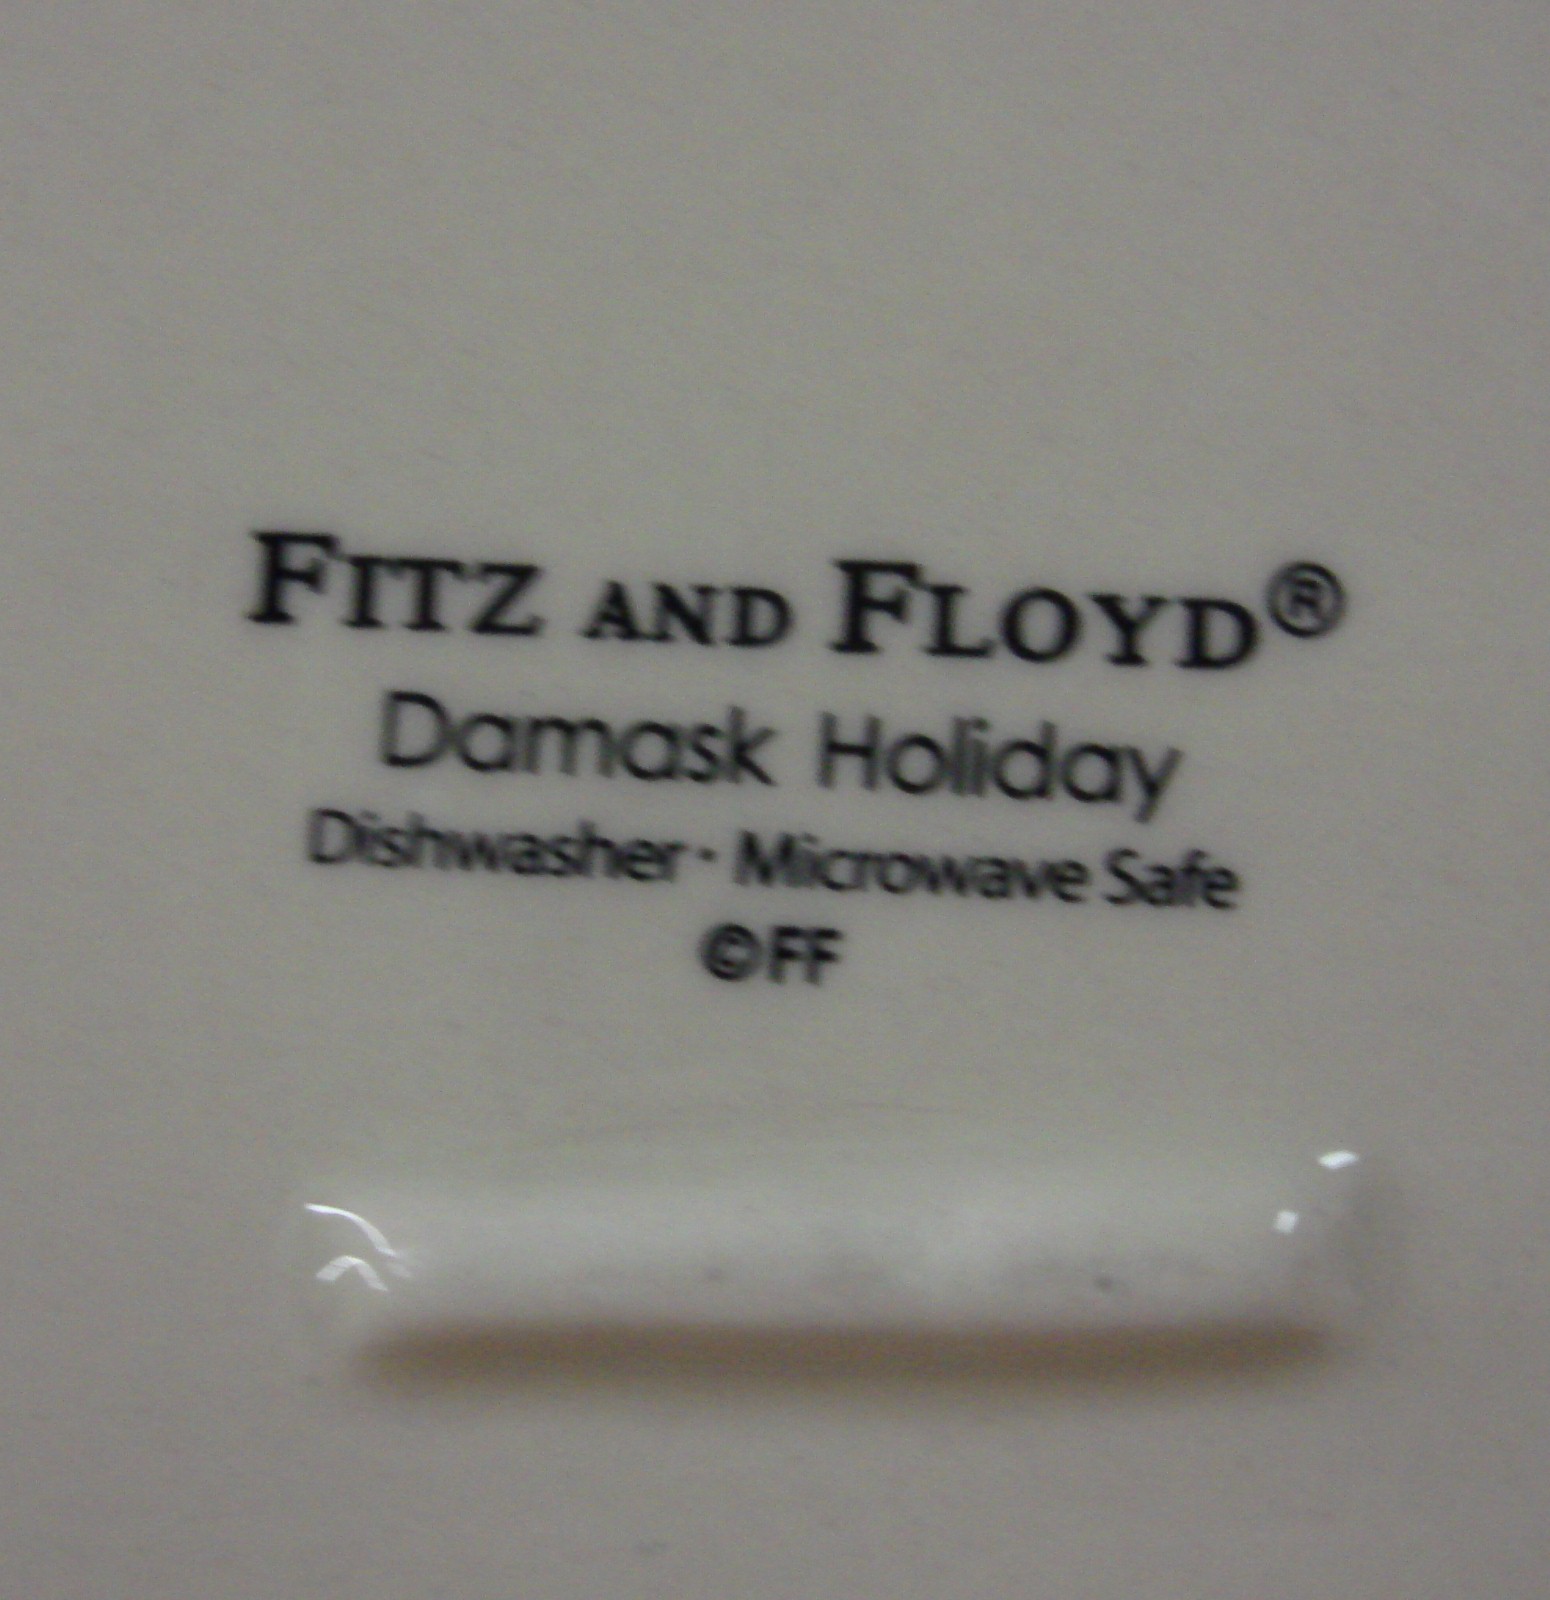 FITZ AND FLOYD®
Damask Holiday
Dishwasher · Microwave Safe
©FF